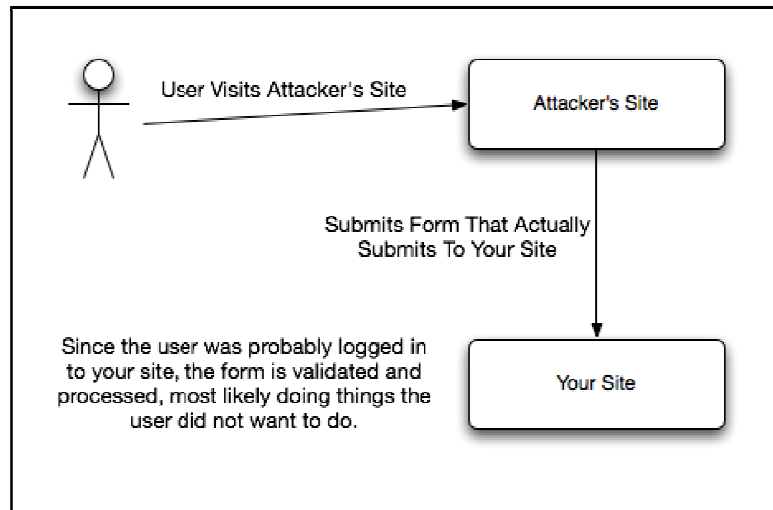 User Visits Attacker's Site
Attacker's Site
Submits Form That Actually
Submits To Your Site
Since the user was probably logged in
to your site, the form is validated and
processed, most likely doing things the
user did not want to do.
Your Site